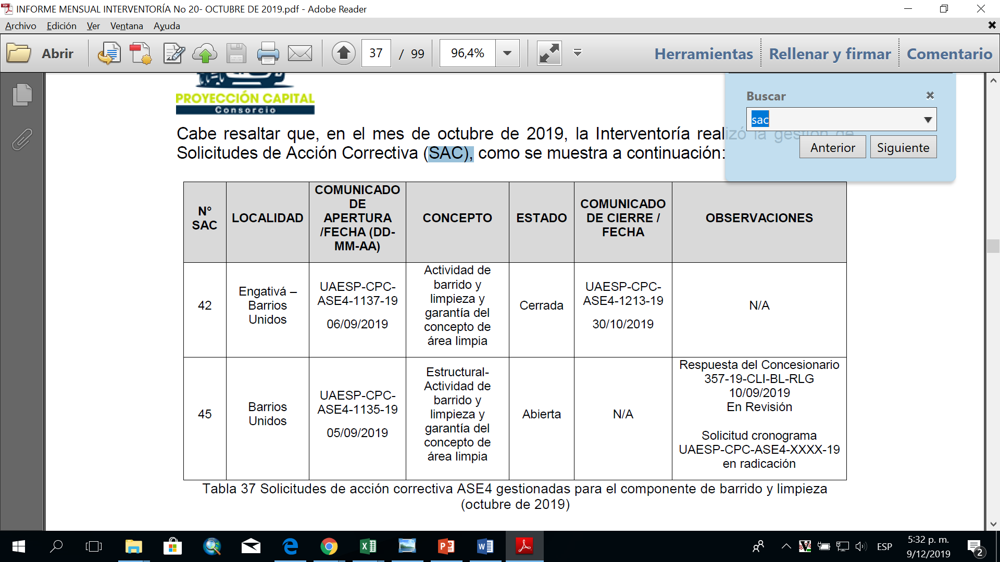 INFORME MENSUAL INTERVENTORÍA No 20- OCTUBRE DE 2019.pdf - Adobe Reader
Archivo Edición Ver Ventana Ayuda
Abrir 37 / 99 96,4% Herramientas Rellenar y firmar Comentario
PROYECCIÓN CAPITAL
Consorcio
Buscar
sac
Anterior Siguiente
Cabe resaltar que, en el mes de octubre de 2019, la Interventoría realizó la gestión de
Solicitudes de Acción Correctiva (SAC), como se muestra a continuación:
N°
SAC
LOCALIDAD
COMUNICADO
DE
APERTURA
/FECHA (DD-
MM-AA)
CONCEPTO
ESTADO
COMUNICADO
DE CIERRE /
FECHA
OBSERVACIONES
42
Engativá –
Barrios
Unidos
UAESP-CPC-
ASE4-1137-19
06/09/2019
Actividad de
barrido y
limpieza y
garantía del
concepto de
área limpia
Cerrada
UAESP-CPC-
ASE4-1213-19
30/10/2019
N/A
45
Barrios
Unidos
UAESP-CPC-
ASE4-1135-19
05/09/2019
Estructural-
Actividad de
barrido y
limpieza y
garantía del
concepto de
área limpia
Abierta
N/A
Respuesta del Concesionario
357-19-CLI-BL-RLG
10/09/2019
En Revisión
Solicitud cronograma
UAESP-CPC-ASE4-XXXX-19
en radicación
Tabla 37 Solicitudes de acción correctiva ASE4 gestionadas para el componente de barrido y limpieza
(octubre de 2019)
ESP
5:32 p. m.
9/12/2019
2